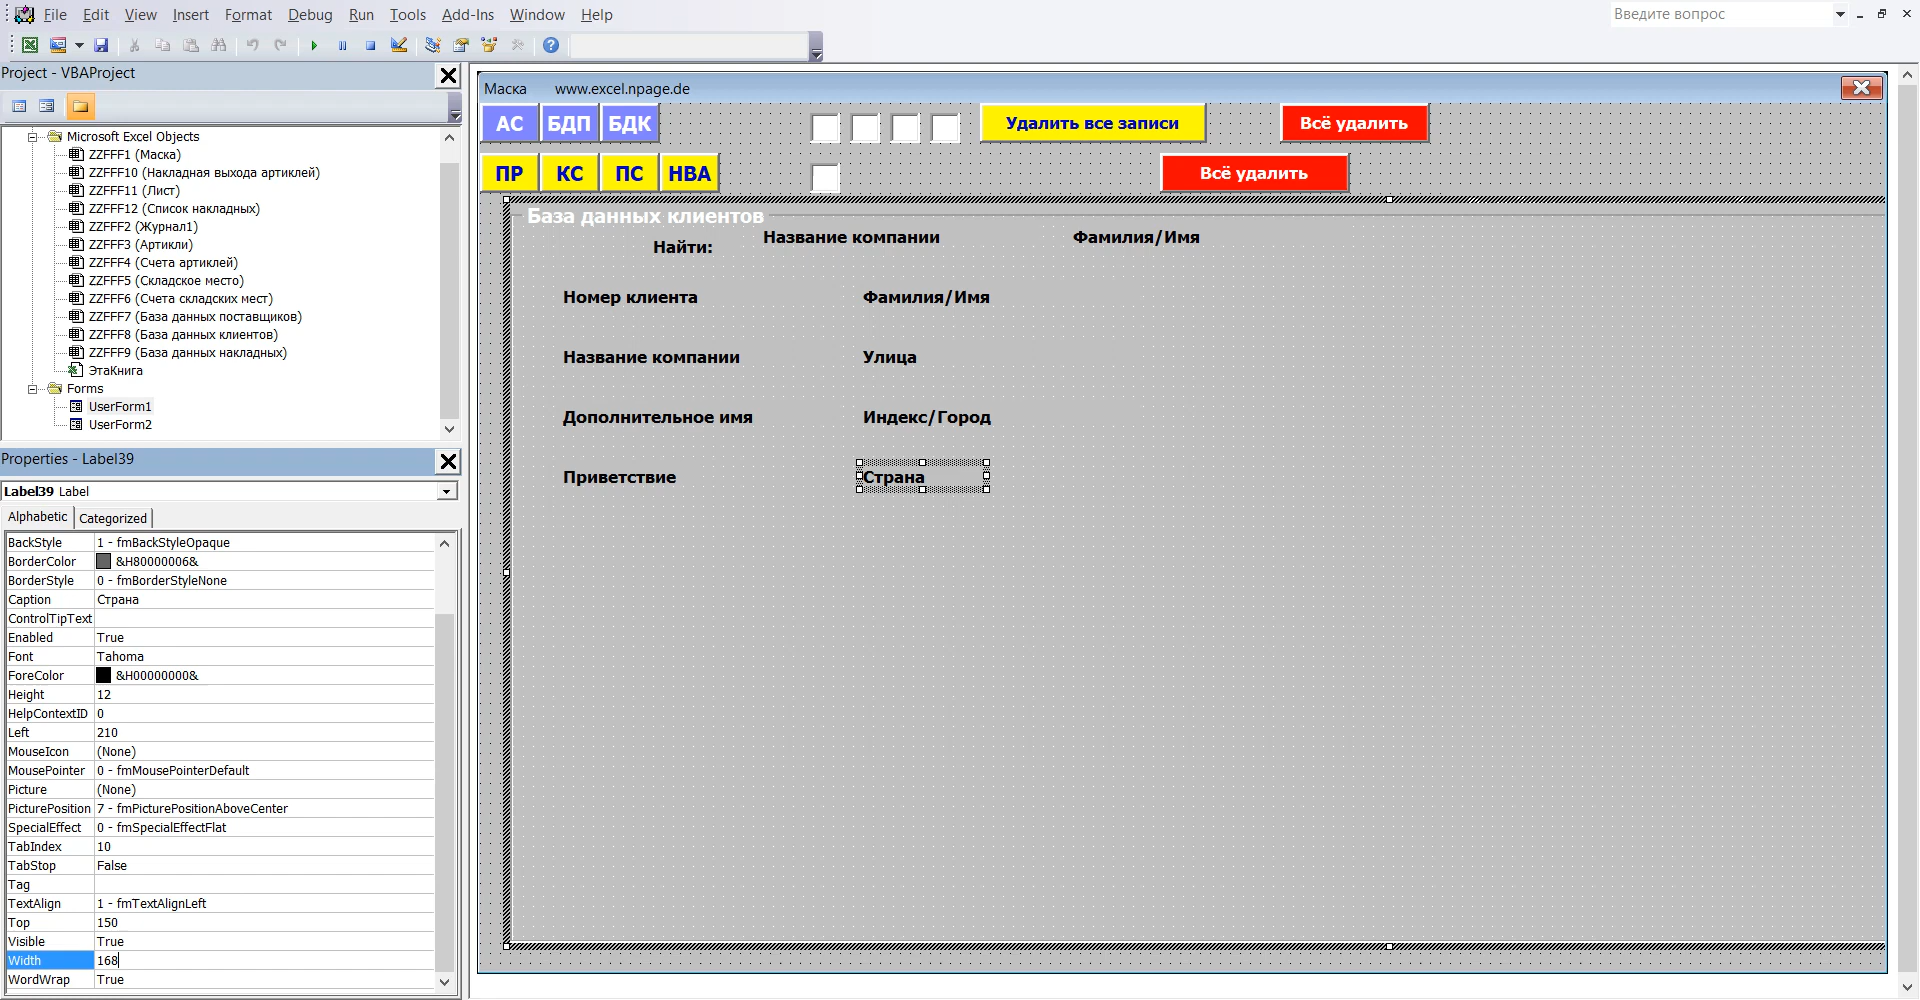 File Edit View Insert Format Debug Run Tools Add-Ins Window Help
Введите вопрос
Project - VBAProject
Microsoft Excel Objects
ZZFFF1 (Маска)
ZZFFF10 (Накладная выхода артиклей)
ZZFFF11 (Лист)
ZZFFF12 (Список накладных)
ZZFFF2 (Журнал1)
ZZFFF3 (Артикли)
ZZFFF4 (Счета артиклей)
ZZFFF5 (Складское место)
ZZFFF6 (Счета складских мест)
ZZFFF7 (База данных поставщиков)
ZZFFF8 (База данных клиентов)
ZZFFF9 (База данных накладных)
ЭтаКнига
Forms
UserForm1
UserForm2
Properties - Label39
Label39 Label
Alphabetic Categorized
BackStyle 1 - fmBackStyleOpaque
BorderColor &H80000006&
BorderStyle 0 - fmBorderStyleNone
Caption Страна
ControlTipText
Enabled True
Font Tahoma
ForeColor &H00000000&
Height 12
HelpContextID 0
Left 210
MouseIcon (None)
MousePointer 0 - fmMousePointerDefault
Picture (None)
PicturePosition 7 - fmPicturePositionAboveCenter
SpecialEffect 0 - fmSpecialEffectFlat
TabIndex 10
TabStop False
Tag
TextAlign 1 - fmTextAlignLeft
Top 150
Visible True
Width 168
WordWrap True
Маска www.excel.npage.de
АС БДП БДК Удалить все записи Всё удалить
ПР КС ПС НВА Всё удалить
База данных клиентов
Найти: Название компании Фамилия/Имя
Номер клиента Фамилия/Имя
Название компании Улица
Дополнительное имя Индекс/Город
Приветствие Страна